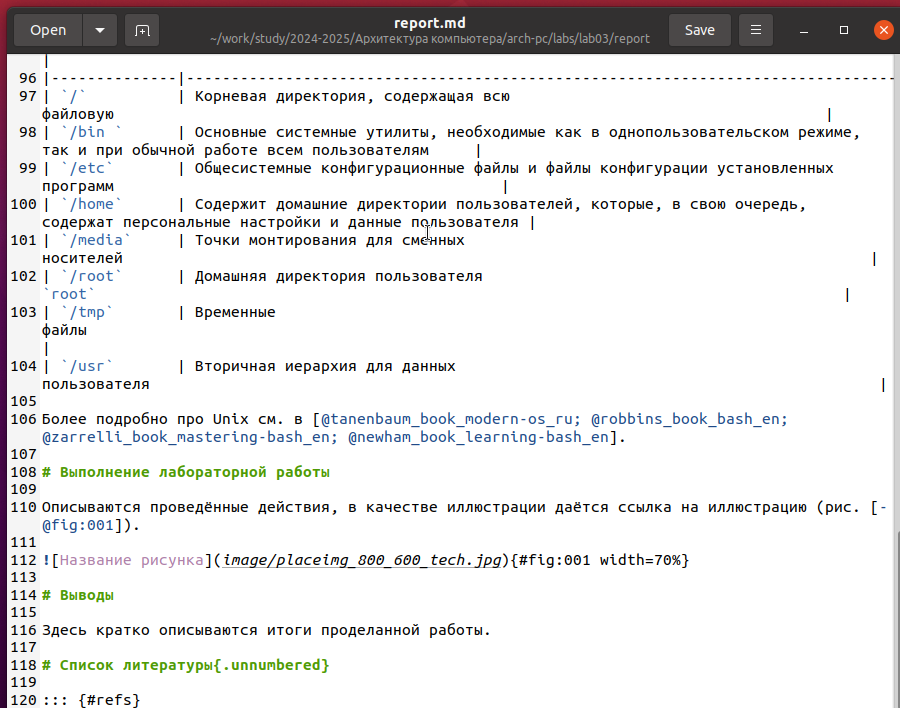 Open
report.md
~/work/study/2024-2025/Архитектура компьютера/arch-pc/labs/lab03/report
Save
|
96 |--------------|-------------------------------------------------------------------------------
97 | `/` | Корневая директория, содержащая всю
файловую |
98 | `/bin ` | Основные системные утилиты, необходимые как в однопользовательском режиме,
так и при обычной работе всем пользователям |
99 | `/etc` | Общесистемные конфигурационные файлы и файлы конфигурации установленных
программ |
100 | `/home` | Содержит домашние директории пользователей, которые, в свою очередь,
содержат персональные настройки и данные пользователя |
101 | `/media` | Точки монтирования для сменных
носителей |
102 | `/root` | Домашняя директория пользователя
`root` |
103 | `/tmp` | Временные
файлы
|
104 | `/usr` | Вторичная иерархия для данных
пользователя |
105
106 Более подробно про Unix см. в [@tanenbaum_book_modern-os_ru; @robbins_book_bash_en;
@zarrelli_book_mastering-bash_en; @newham_book_learning-bash_en].
107
108 # Выполнение лабораторной работы
109
110 Описываются проведённые действия, в качестве иллюстрации даётся ссылка на иллюстрацию (рис. [-
@fig:001]).
111
112 ![Название рисунка](image/placeimg_800_600_tech.jpg){#fig:001 width=70%}
113
114 # Выводы
115
116 Здесь кратко описываются итоги проделанной работы.
117
118 # Список литературы{.unnumbered}
119
120 ::: {#refs}